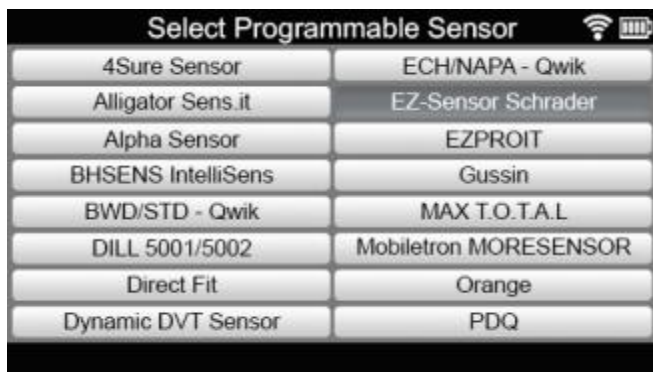 Select Programmable Sensor
4Sure Sensor
ECH/NAPA - Qwik
Alligator Sens.it
EZ-Sensor Schrader
Alpha Sensor
EZPROIT
BHSENS IntelliSens
Gussin
BWD/STD - Qwik
MAX T.O.T.A.L
DILL 5001/5002
Mobiletron MORESENSOR
Direct Fit
Orange
Dynamic DVT Sensor
PDQ